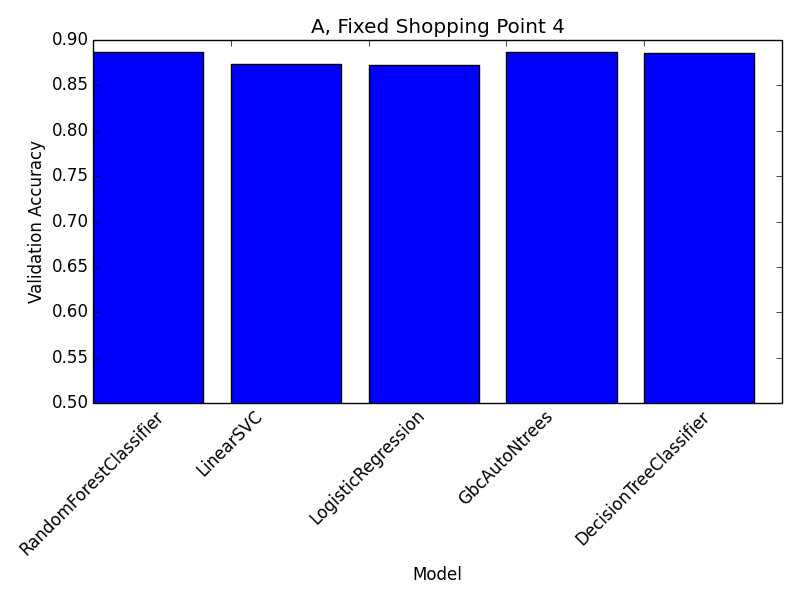 A, Fixed Shopping Point 4
0.90
0.85
0.80
0.75
0.70
0.65
0.60
0.55
0.50
Validation Accuracy
RandomForestClassifier
LinearSVC
LogisticRegression
GbcAutoNtrees
DecisionTreeClassifier
Model